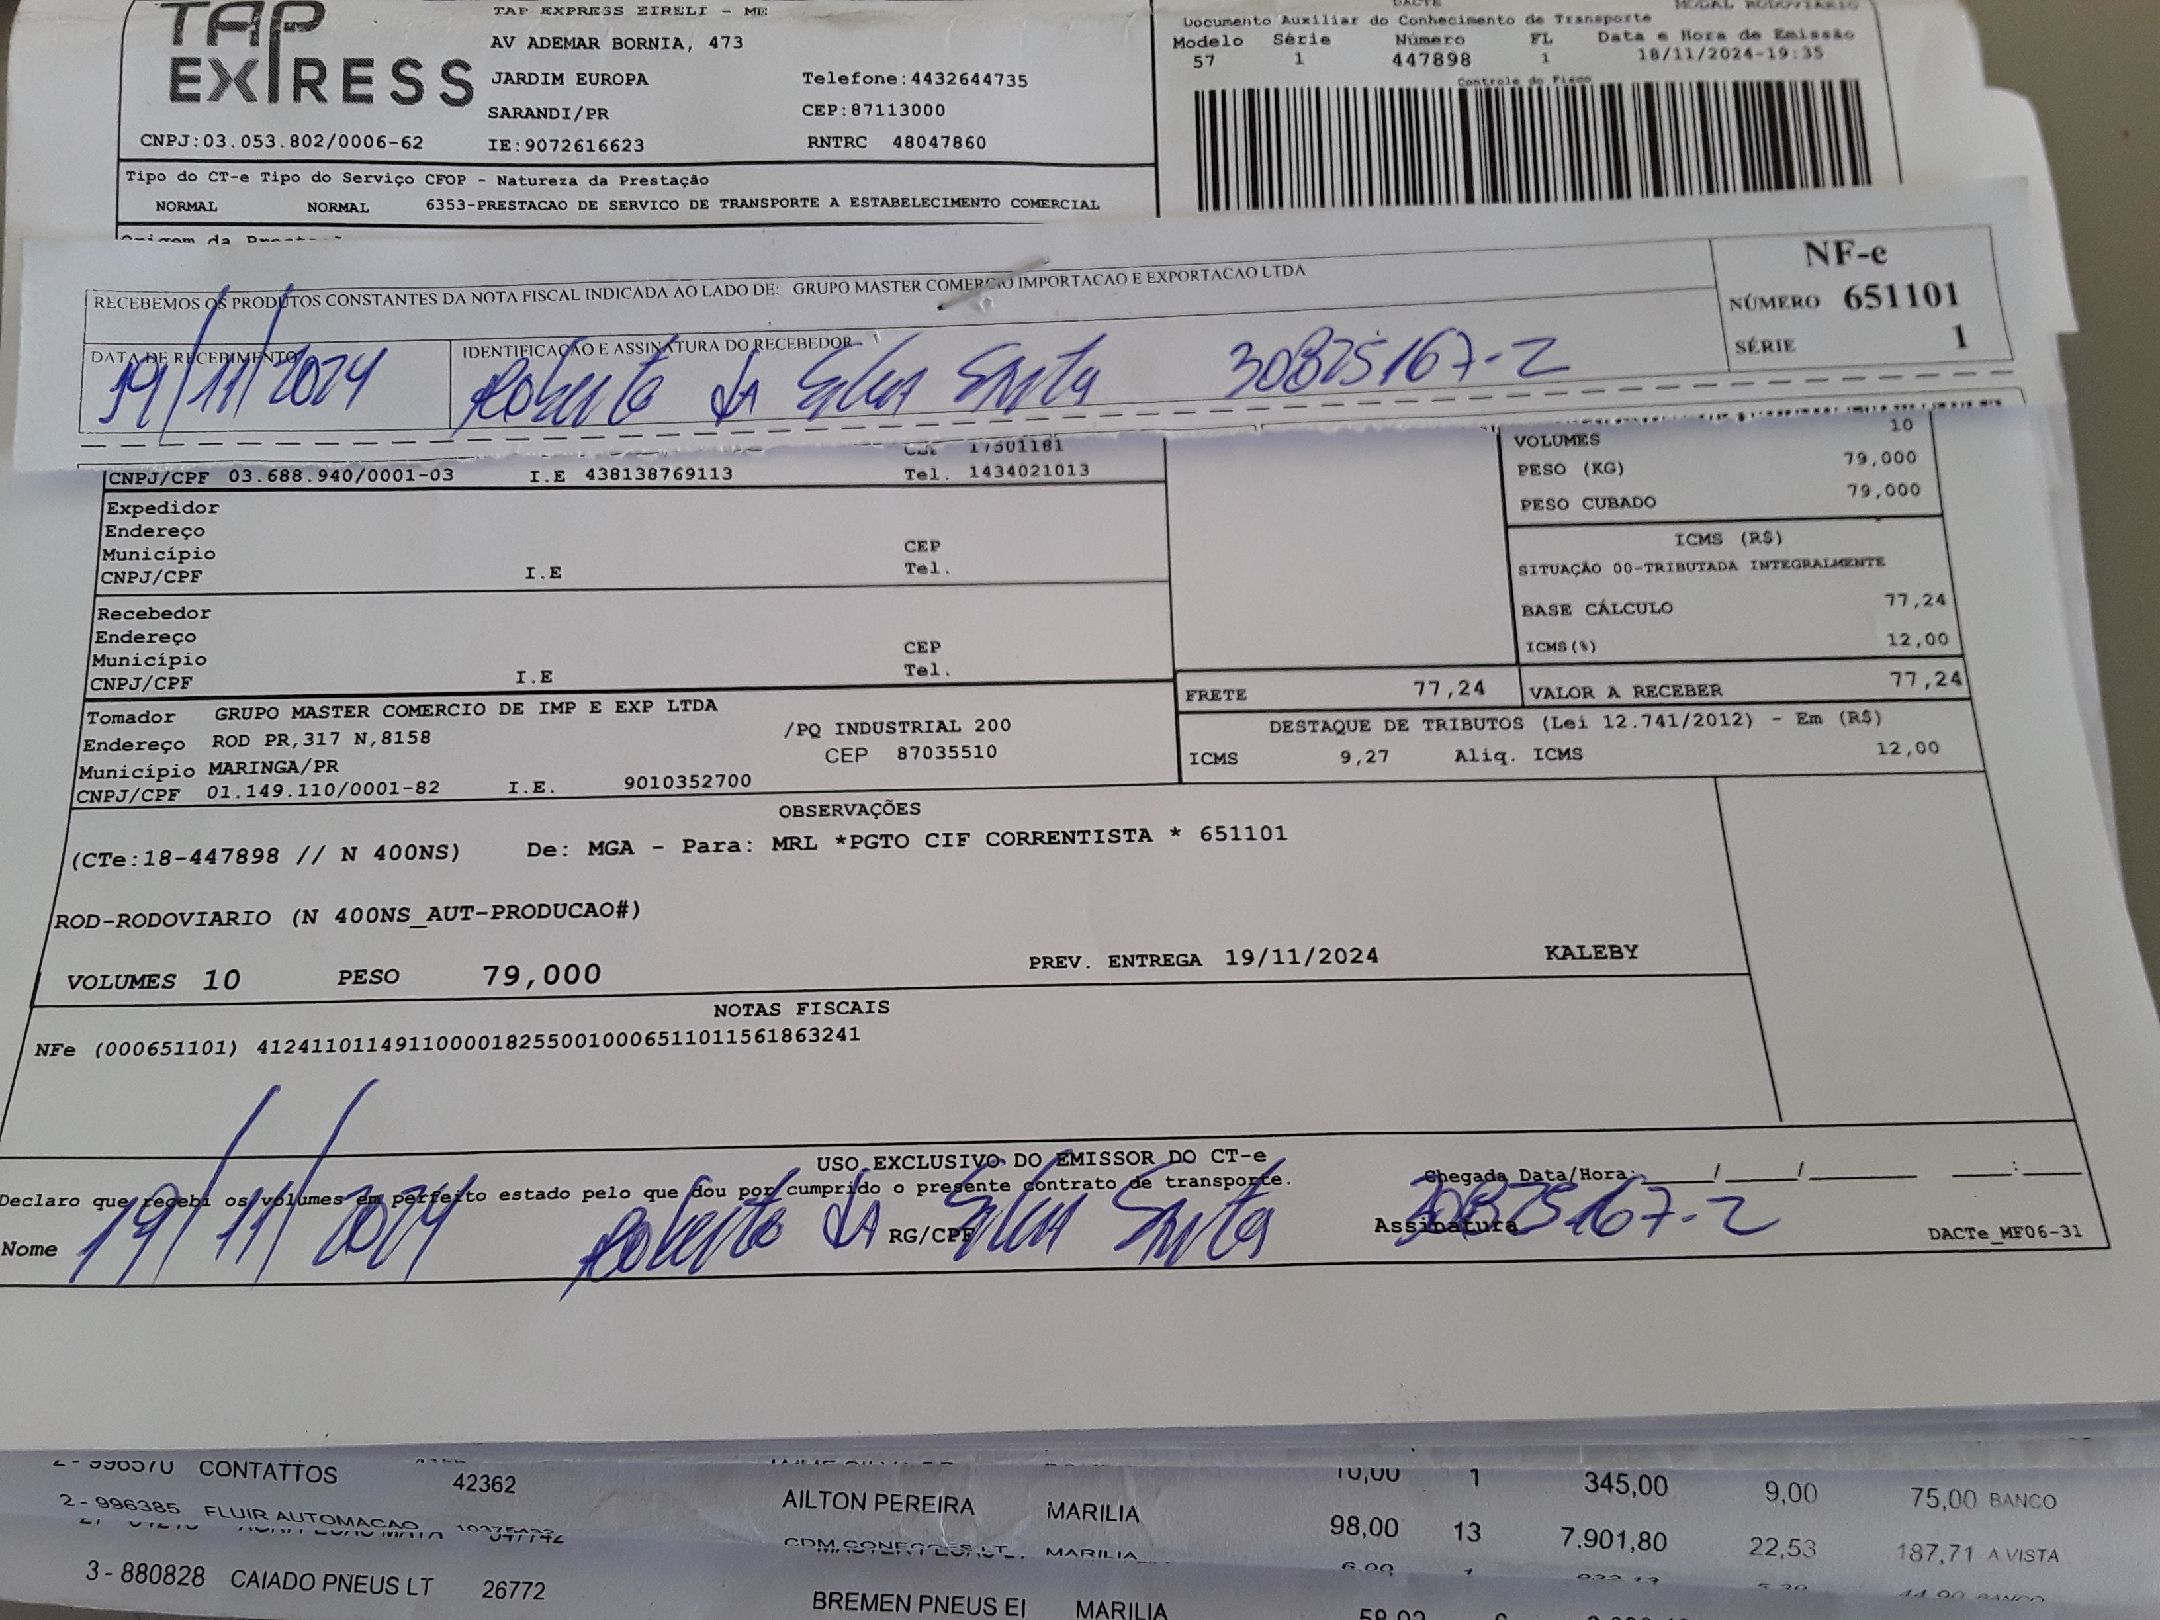 TAP EXPRESS
TAP EXPRESS EIRELI - ME
AV ADEMAR BORNIA, 473
JARDIM EUROPA Telefone:4432644735
SARANDI/PR CEP:87113000
CNPJ:03.053.802/0006-62 IE:9072616623 RNTRC 48047860
DACTE MODAL RODOVIÁRIO
Documento Auxiliar do Conhecimento de Transporte
Modelo Série Número FL Data e Hora de Emissão
57 1 447898 1 18/11/2024-19:35
Controle do Fisco
Tipo do CT-e Tipo do Serviço CFOP - Natureza da Prestação
NORMAL NORMAL 6353-PRESTACAO DE SERVICO DE TRANSPORTE A ESTABELECIMENTO COMERCIAL
RECEBEMOS OS PRODUTOS CONSTANTES DA NOTA FISCAL INDICADA AO LADO DE: GRUPO MASTER COMERCIO IMPORTACAO E EXPORTACAO LTDA
NF-e
NÚMERO 651101
SÉRIE 1
DATA DE RECEBIMENTO IDENTIFICAÇÃO E ASSINATURA DO RECEBEDOR
19/11/2024 Roberto da Silva 30825167-2
17501181
CNPJ/CPF 03.688.940/0001-03 I.E 438138769113 Tel. 1434021013
VOLUMES 10
PESO (KG) 79,000
PESO CUBADO 79,000
Expedidor
Endereço
Município CEP
CNPJ/CPF I.E Tel.
ICMS (R$)
SITUAÇÃO 00-TRIBUTADA INTEGRALMENTE
BASE CÁLCULO 77,24
ICMS(%) 12,00
Recebedor
Endereço
Município CEP
CNPJ/CPF I.E Tel.
FRETE 77,24 VALOR A RECEBER 77,24
Tomador GRUPO MASTER COMERCIO DE IMP E EXP LTDA
Endereço ROD PR,317 N,8158 /PQ INDUSTRIAL 200
Município MARINGA/PR CEP 87035510
CNPJ/CPF 01.149.110/0001-82 I.E. 9010352700
DESTAQUE DE TRIBUTOS (Lei 12.741/2012) - Em (R$)
ICMS 9,27 Aliq. ICMS 12,00
OBSERVAÇÕES
(CTe:18-447898 // N 400NS) De: MGA - Para: MRL *PGTO CIF CORRENTISTA * 651101
ROD-RODOVIARIO (N 400NS_AUT-PRODUCAO#)
VOLUMES 10 PESO 79,000 PREV. ENTREGA 19/11/2024 KALEBY
NOTAS FISCAIS
NFe (000651101) 41241101149110000182550010006511011561863241
USO EXCLUSIVO DO EMISSOR DO CT-e
Declaro que recebi os volumes em perfeito estado pelo que dou por cumprido o presente contrato de transporte. Chegada Data/Hora: / / :
Nome RG/CPF Assinatura DACTe_MF06-31
19/11/2024 Roberto da Silva 30825167-2
2 - 996570 CONTATTOS 42362 10,00 1 345,00 9,00 75,00 BANCO
2 - 996385 FLUIR AUTOMACAO AILTON PEREIRA MARILIA 98,00 13 7.901,80 22,53 187,71 A VISTA
3 - 880828 CAIADO PNEUS LT 26772 BREMEN PNEUS EI MARILIA